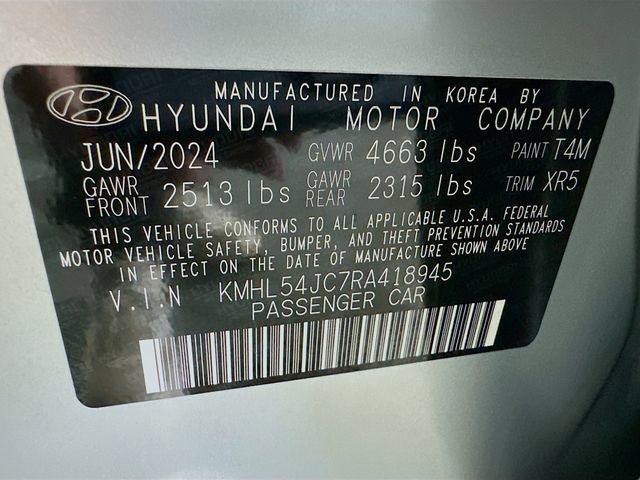 MANUFACTURED IN KOREA BY
HYUNDAI MOTOR COMPANY
JUN/2024 GVWR 4663 lbs PAINT T4M
GAWR FRONT 2513 lbs GAWR REAR 2315 lbs TRIM XR5
THIS VEHICLE CONFORMS TO ALL APPLICABLE U.S.A. FEDERAL
MOTOR VEHICLE SAFETY, BUMPER, AND THEFT PREVENTION STANDARDS
IN EFFECT ON THE DATE OF MANUFACTURE SHOWN ABOVE
V.I.N KMHL54JC7RA418945
PASSENGER CAR